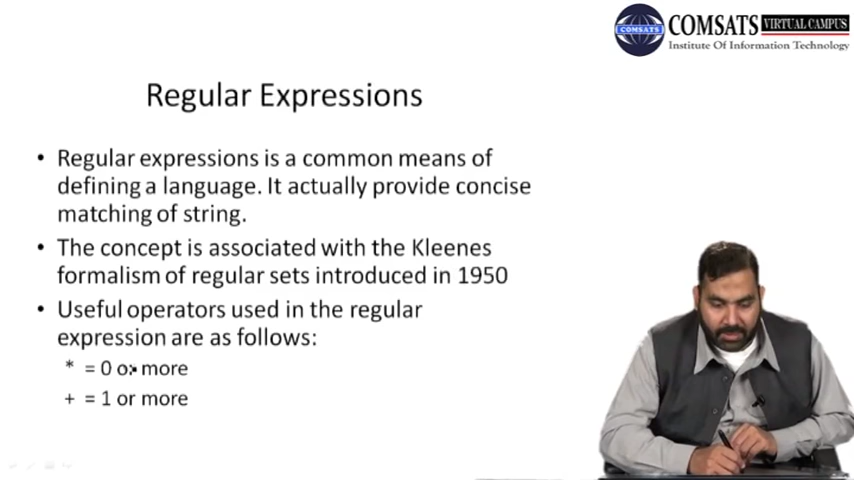 COMSATS VIRTUAL CAMPUS
COMSATS
Institute Of Information Technology
Regular Expressions
• Regular expressions is a common means of
defining a language. It actually provide concise
matching of string.
• The concept is associated with the Kleenes
formalism of regular sets introduced in 1950
• Useful operators used in the regular
expression are as follows:
* = 0 or more
+ = 1 or more